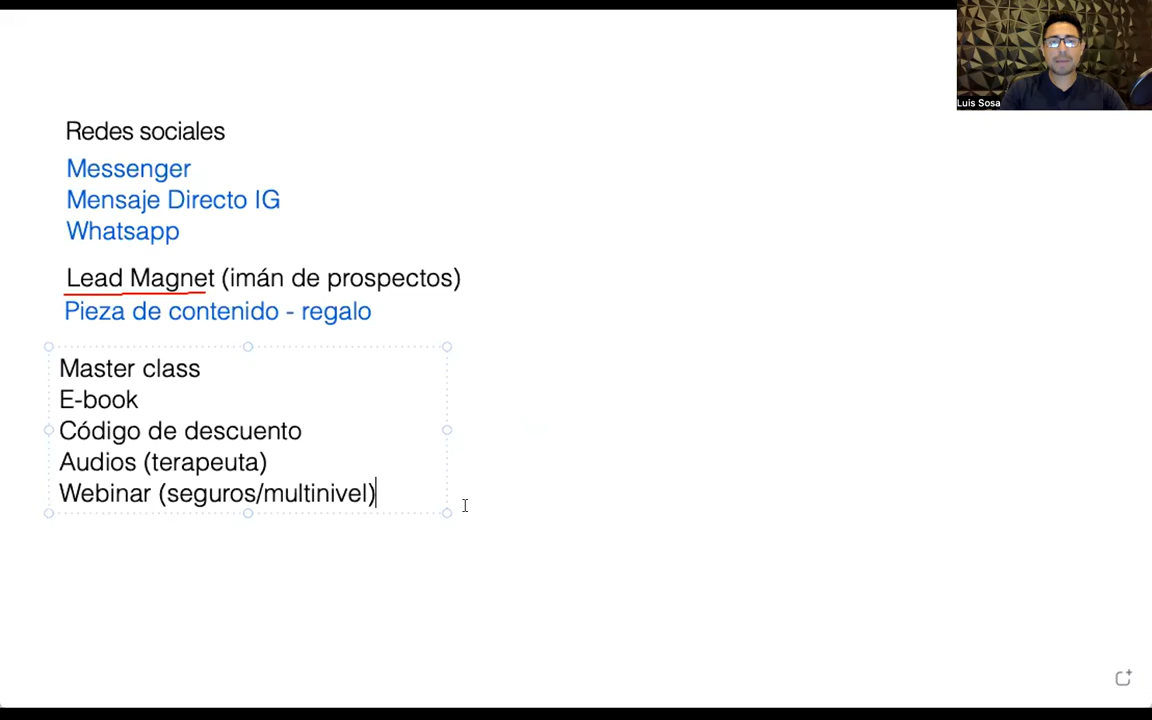 Luis Sosa
Redes sociales
Messenger
Mensaje Directo IG
Whatsapp
Lead Magnet (imán de prospectos)
Pieza de contenido - regalo
Master class
E-book
Código de descuento
Audios (terapeuta)
Webinar (seguros/multinivel)